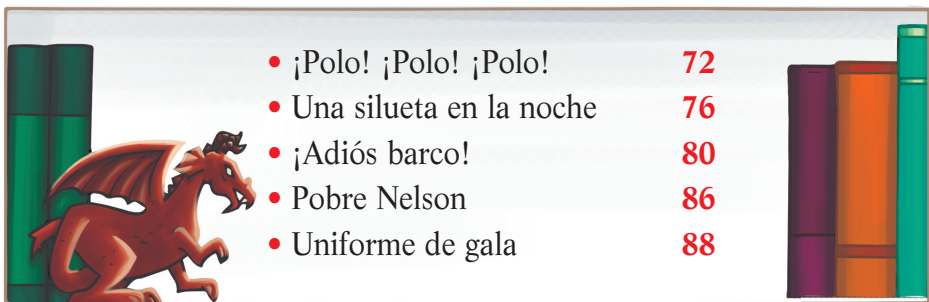 • ¡Polo! ¡Polo! ¡Polo! 72
• Una silueta en la noche 76
• ¡Adiós barco! 80
• Pobre Nelson 86
• Uniforme de gala 88